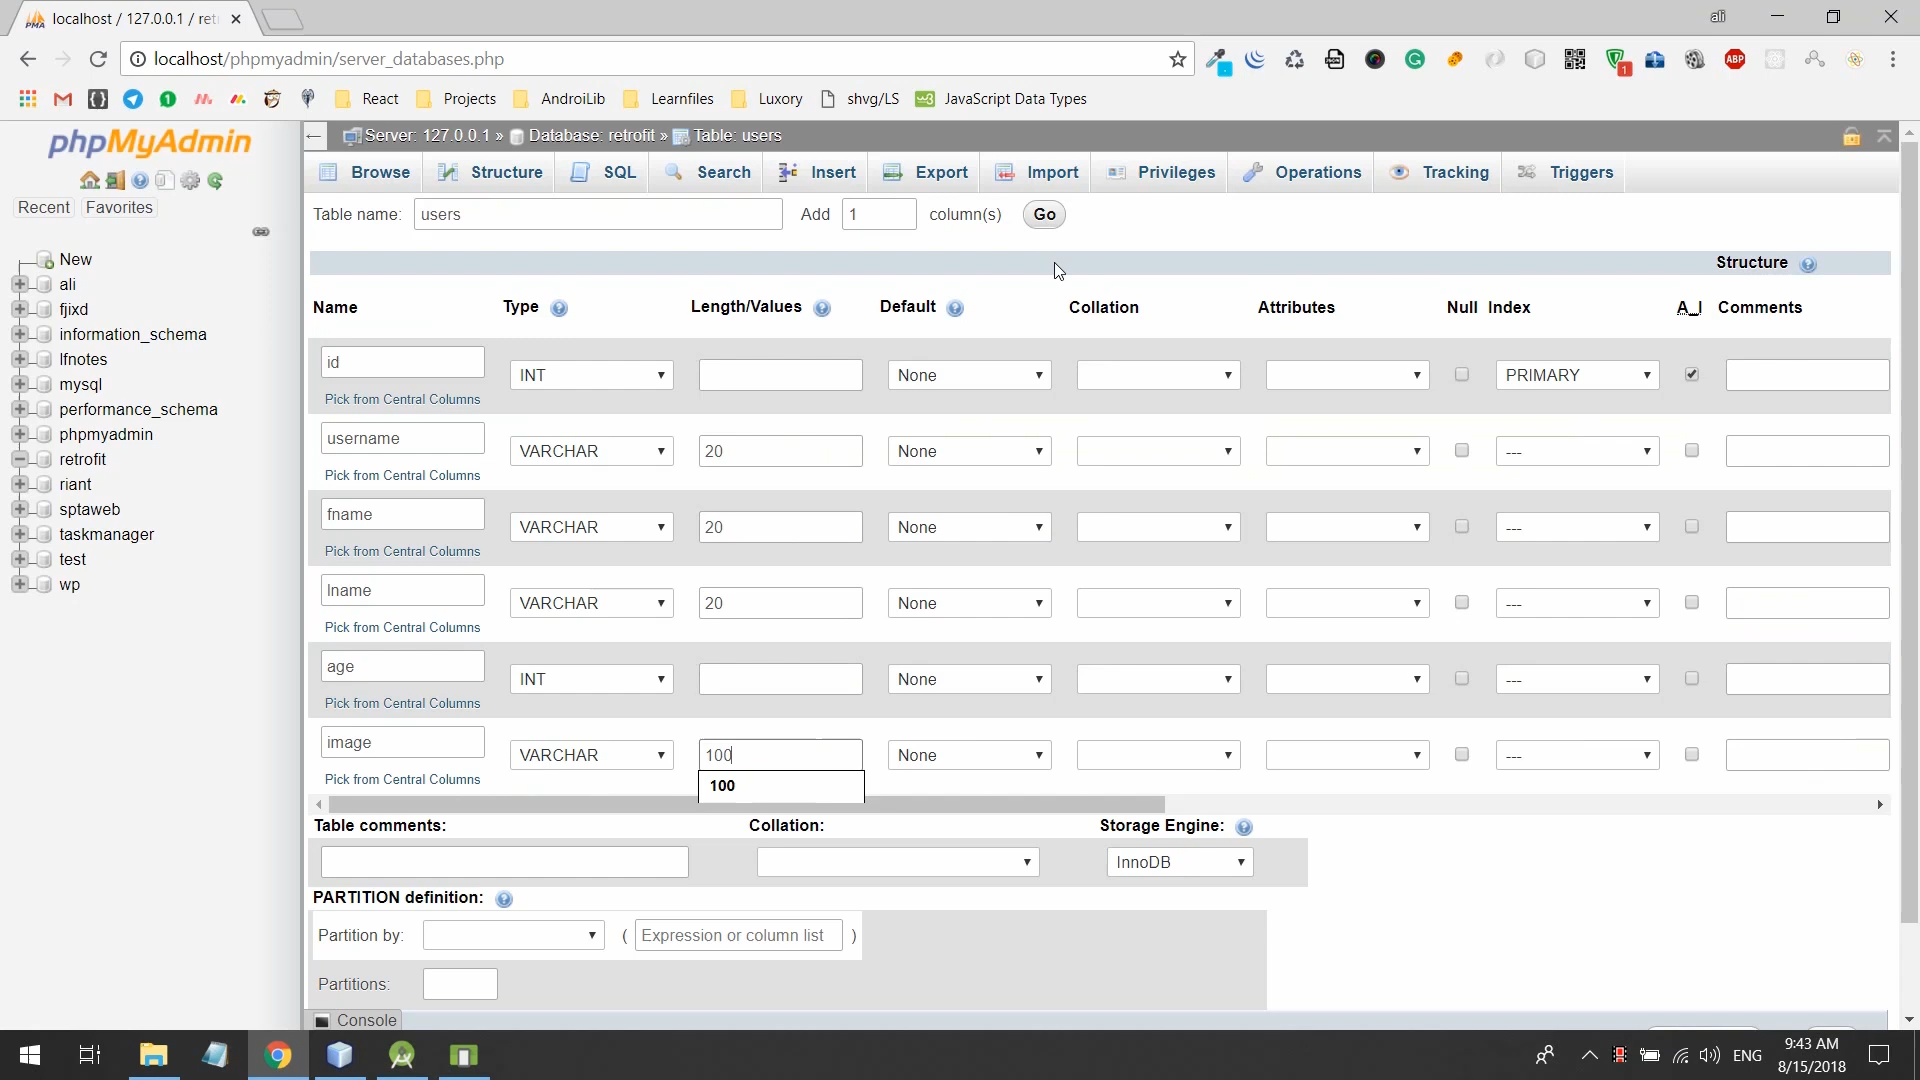 localhost / 127.0.0.1 / ret
ali
localhost/phpmyadmin/server_databases.php
React
Projects
AndroiLib
Learnfiles
Luxory
shvg/LS
JavaScript Data Types
phpMyAdmin
Recent
Favorites
New
ali
fjixd
information_schema
lfnotes
mysql
performance_schema
phpmyadmin
retrofit
riant
sptaweb
taskmanager
test
wp
Server: 127.0.0.1 » Database: retrofit » Table: users
Browse
Structure
SQL
Search
Insert
Export
Import
Privileges
Operations
Tracking
Triggers
Table name: users Add 1 column(s) Go
Structure
Name Type Length/Values Default Collation Attributes Null Index A_I Comments
id INT None PRIMARY
Pick from Central Columns
username VARCHAR 20 None ---
Pick from Central Columns
fname VARCHAR 20 None ---
Pick from Central Columns
lname VARCHAR 20 None ---
Pick from Central Columns
age INT None ---
Pick from Central Columns
image VARCHAR 100 None ---
Pick from Central Columns
100
Table comments: Collation: Storage Engine:
InnoDB
PARTITION definition:
Partition by: ( Expression or column list )
Partitions:
Console
ENG
9:43 AM
8/15/2018